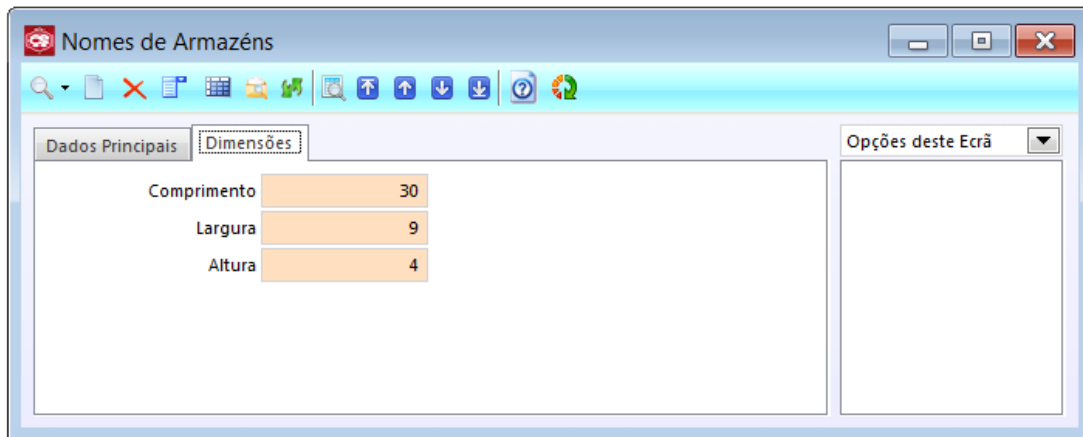 Nomes de Armazéns
Dados Principais
Dimensões
Opções deste Ecrã
Comprimento 30
Largura 9
Altura 4